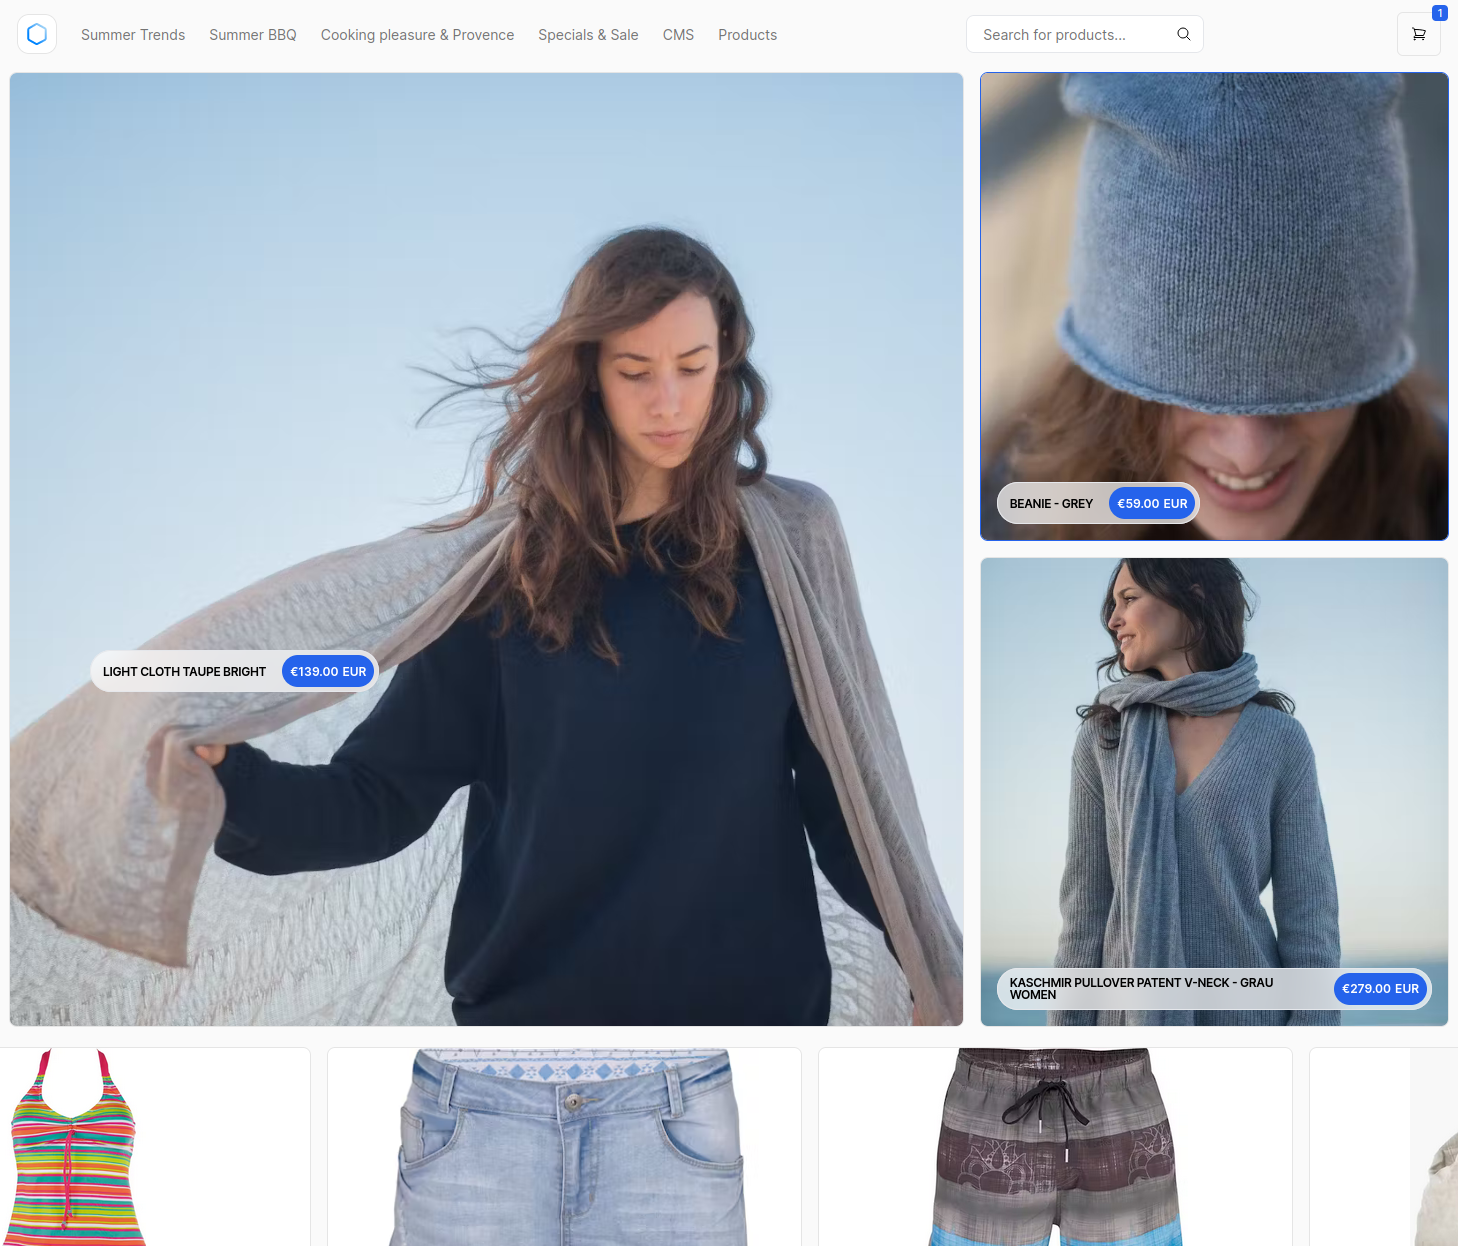 Summer Trends
Summer BBQ
Cooking pleasure & Provence
Specials & Sale
CMS
Products
Search for products...
1
BEANIE - GREY
€59.00 EUR
LIGHT CLOTH TAUPE BRIGHT
€139.00 EUR
KASCHMIR PULLOVER PATENT V-NECK - GRAU
WOMEN
€279.00 EUR